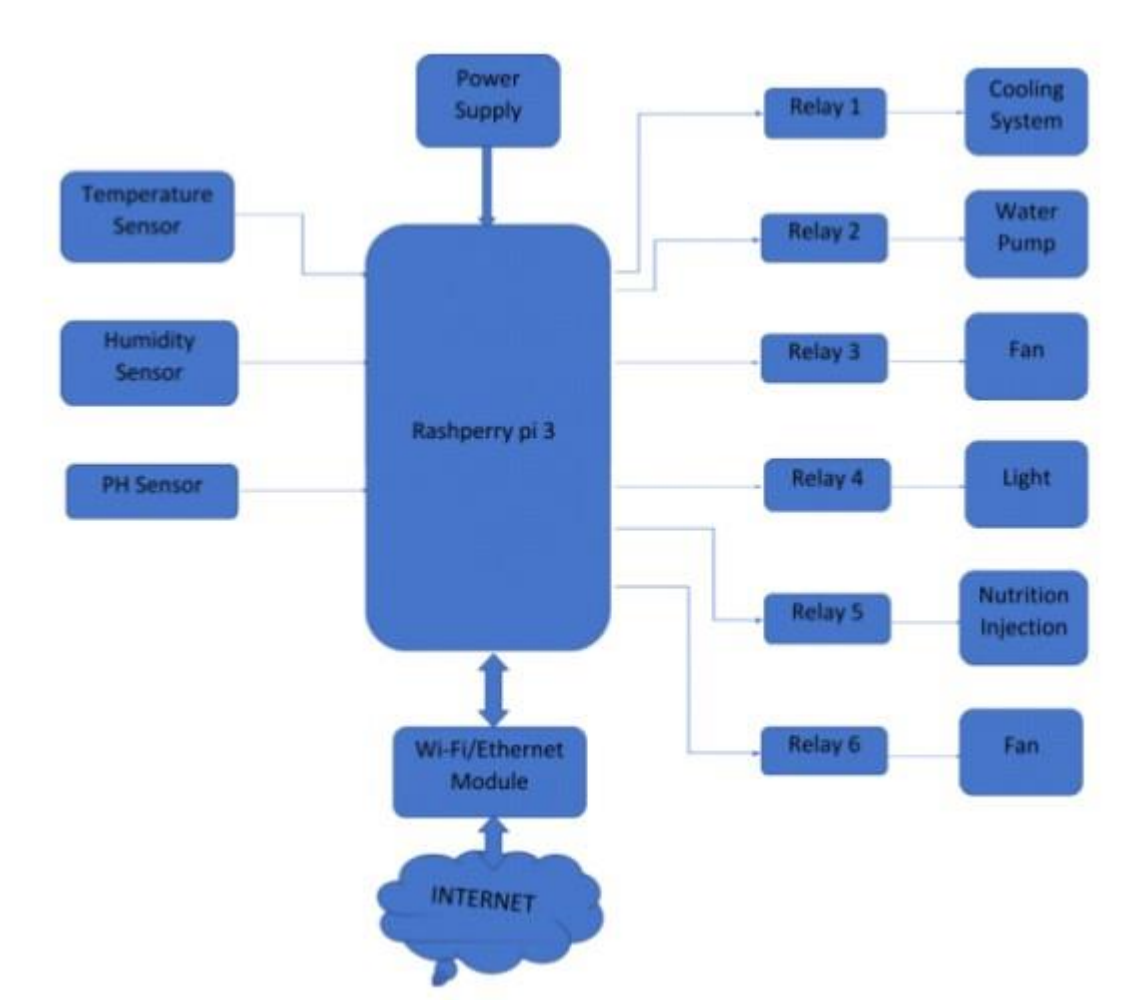 Power
Supply
Relay 1
Cooling
System
Temperature
Sensor
Relay 2
Water
Pump
Humidity
Sensor
Relay 3
Fan
Rashperry pi 3
PH Sensor
Relay 4
Light
Relay 5
Nutrition
Injection
Wi-Fi/Ethernet
Module
Relay 6
Fan
INTERNET